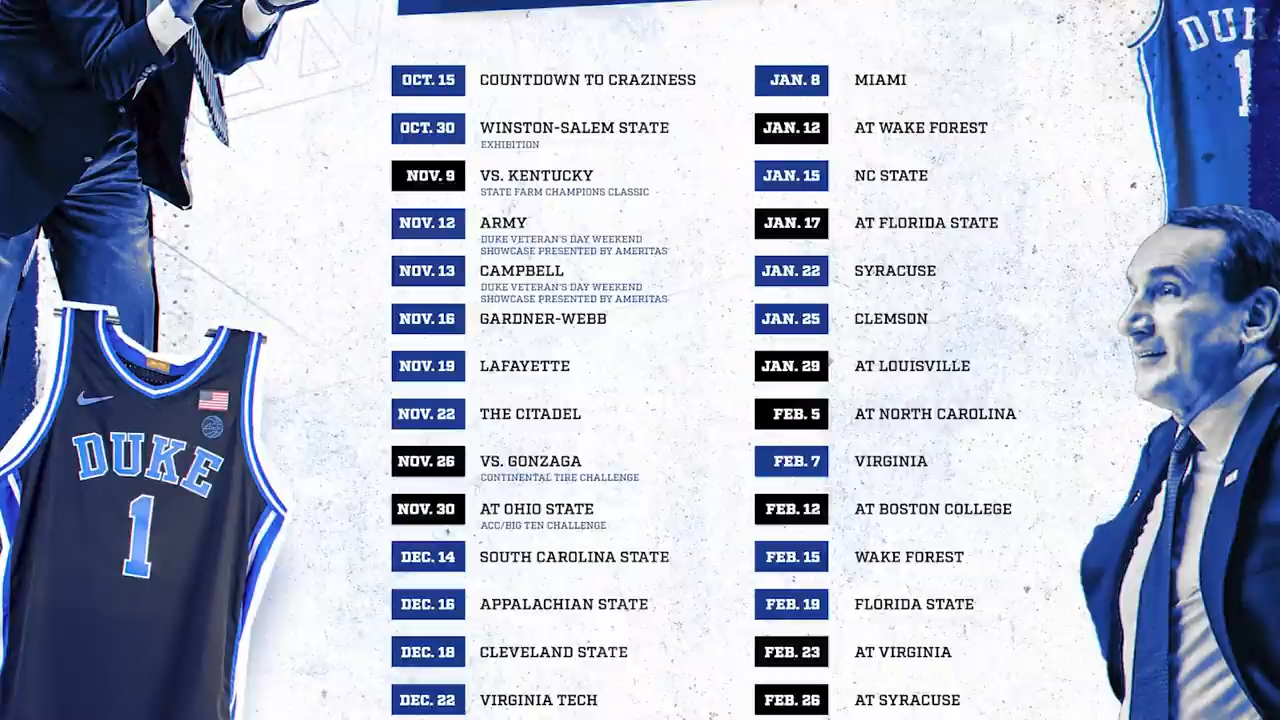 OCT. 15 COUNTDOWN TO CRAZINESS
OCT. 30 WINSTON-SALEM STATE
EXHIBITION
NOV. 9 VS. KENTUCKY
STATE FARM CHAMPIONS CLASSIC
NOV. 12 ARMY
DUKE VETERAN'S DAY WEEKEND
SHOWCASE PRESENTED BY AMERITAS
NOV. 13 CAMPBELL
DUKE VETERAN'S DAY WEEKEND
SHOWCASE PRESENTED BY AMERITAS
NOV. 16 GARDNER-WEBB
NOV. 19 LAFAYETTE
NOV. 22 THE CITADEL
NOV. 26 VS. GONZAGA
CONTINENTAL TIRE CHALLENGE
NOV. 30 AT OHIO STATE
ACC/BIG TEN CHALLENGE
DEC. 14 SOUTH CAROLINA STATE
DEC. 16 APPALACHIAN STATE
DEC. 18 CLEVELAND STATE
DEC. 22 VIRGINIA TECH
JAN. 8 MIAMI
JAN. 12 AT WAKE FOREST
JAN. 15 NC STATE
JAN. 17 AT FLORIDA STATE
JAN. 22 SYRACUSE
JAN. 25 CLEMSON
JAN. 29 AT LOUISVILLE
FEB. 5 AT NORTH CAROLINA
FEB. 7 VIRGINIA
FEB. 12 AT BOSTON COLLEGE
FEB. 15 WAKE FOREST
FEB. 19 FLORIDA STATE
FEB. 23 AT VIRGINIA
FEB. 26 AT SYRACUSE
DUKE
1
DUK
1